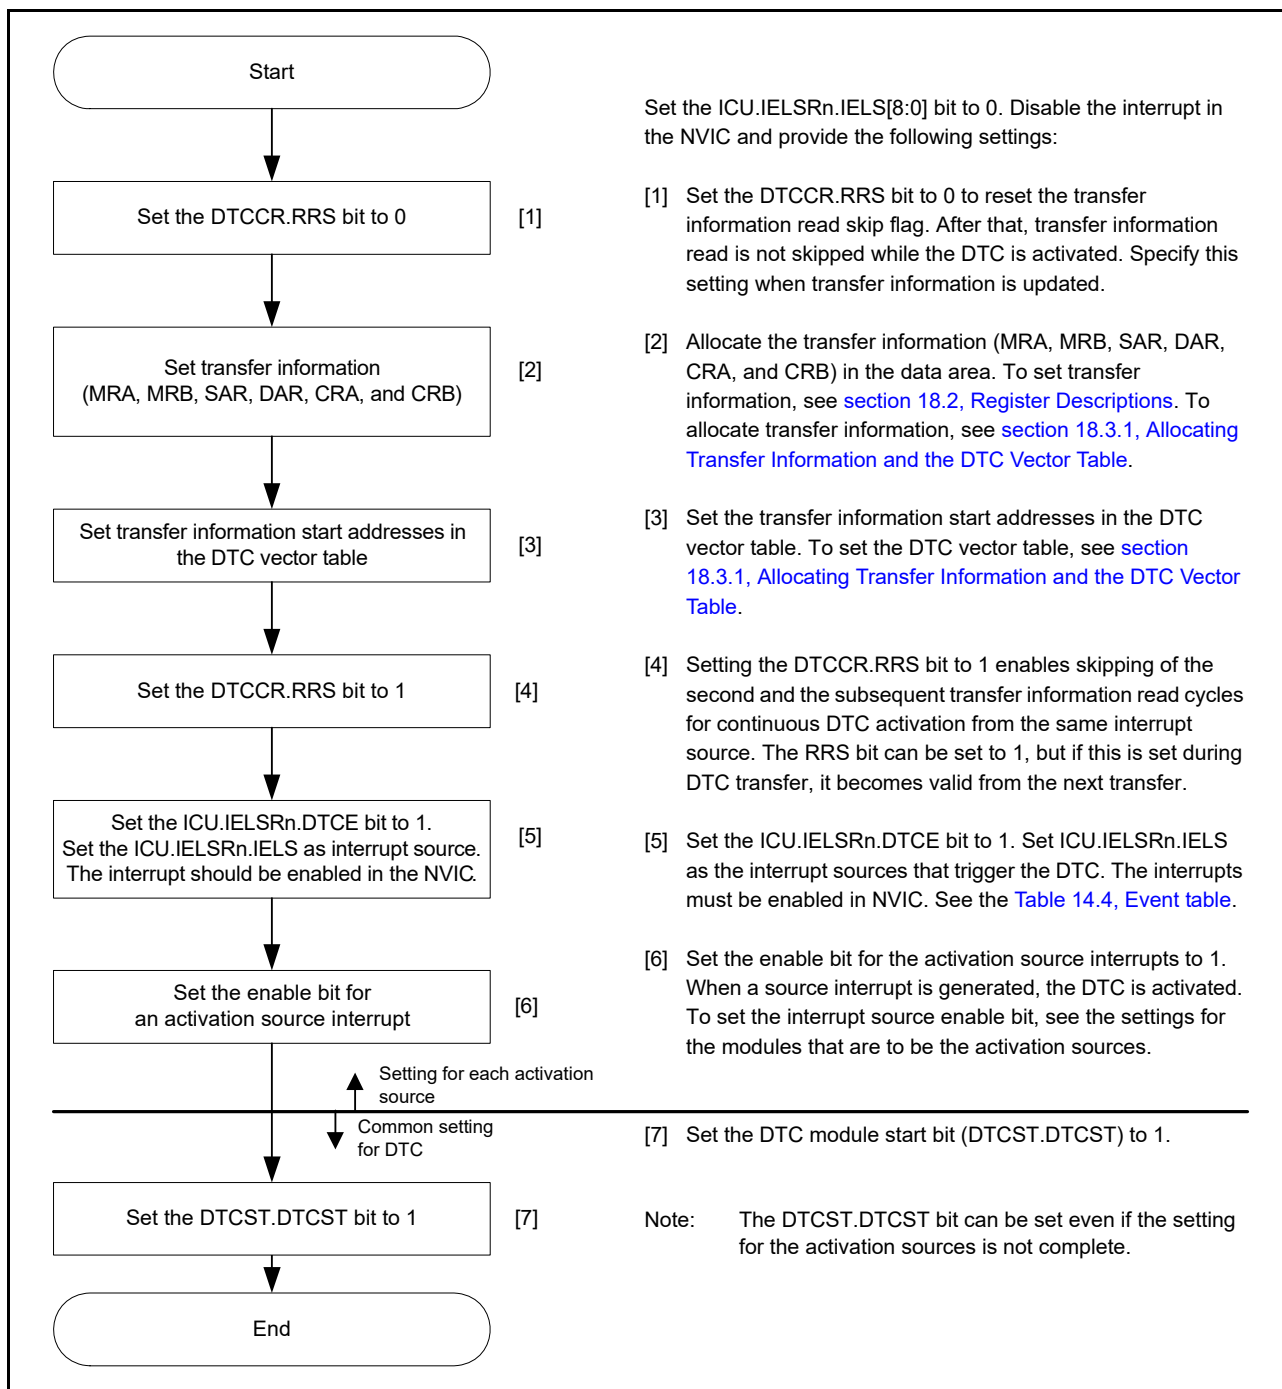 Start
Set the ICU.IELSRn.IELS[8:0] bit to 0. Disable the interrupt in
the NVIC and provide the following settings:
Set the DTCCR.RRS bit to 0
[1]
[1] Set the DTCCR.RRS bit to 0 to reset the transfer
information read skip flag. After that, transfer information
read is not skipped while the DTC is activated. Specify this
setting when transfer information is updated.
Set transfer information
(MRA, MRB, SAR, DAR, CRA, and CRB)
[2]
[2] Allocate the transfer information (MRA, MRB, SAR, DAR,
CRA, and CRB) in the data area. To set transfer
information, see section 18.2, Register Descriptions. To
allocate transfer information, see section 18.3.1, Allocating
Transfer Information and the DTC Vector Table.
Set transfer information start addresses in
the DTC vector table
[3]
[3] Set the transfer information start addresses in the DTC
vector table. To set the DTC vector table, see section
18.3.1, Allocating Transfer Information and the DTC Vector
Table.
Set the DTCCR.RRS bit to 1
[4]
[4] Setting the DTCCR.RRS bit to 1 enables skipping of the
second and the subsequent transfer information read cycles
for continuous DTC activation from the same interrupt
source. The RRS bit can be set to 1, but if this is set during
DTC transfer, it becomes valid from the next transfer.
Set the ICU.IELSRn.DTCE bit to 1.
Set the ICU.IELSRn.IELS as interrupt source.
The interrupt should be enabled in the NVIC.
[5]
[5] Set the ICU.IELSRn.DTCE bit to 1. Set ICU.IELSRn.IELS
as the interrupt sources that trigger the DTC. The interrupts
must be enabled in NVIC. See the Table 14.4, Event table.
Set the enable bit for
an activation source interrupt
[6]
[6] Set the enable bit for the activation source interrupts to 1.
When a source interrupt is generated, the DTC is activated.
To set the interrupt source enable bit, see the settings for
the modules that are to be the activation sources.
Setting for each activation
source
Common setting
for DTC
[7] Set the DTC module start bit (DTCST.DTCST) to 1.
Set the DTCST.DTCST bit to 1
[7]
Note: The DTCST.DTCST bit can be set even if the setting
for the activation sources is not complete.
End